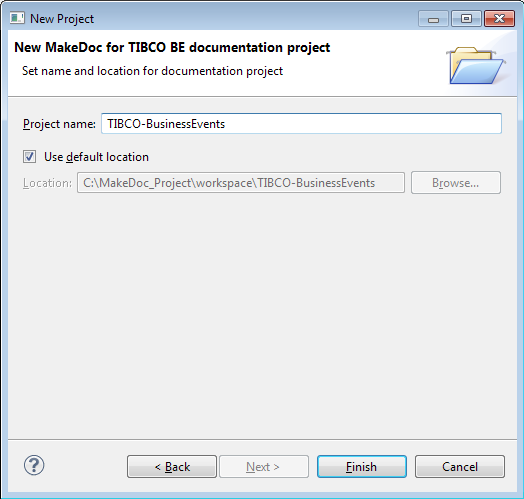 New Project
New MakeDoc for TIBCO BE documentation project
Set name and location for documentation project
Project name: TIBCO-BusinessEvents
Use default location
Location: C:\MakeDoc_Project\workspace\TIBCO-BusinessEvents Browse...
? < Back Next > Finish Cancel